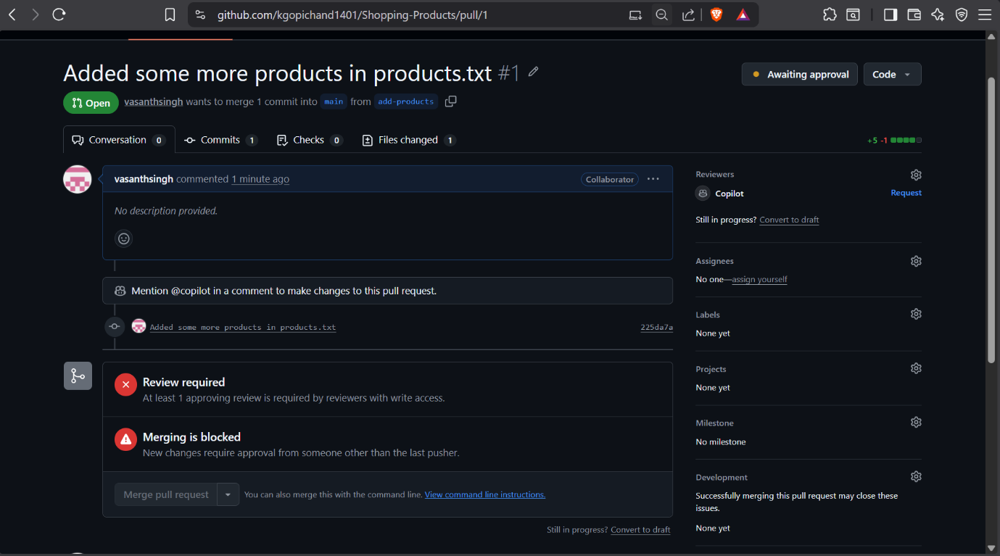 github.com/kgopichand1401/Shopping-Products/pull/1
Added some more products in products.txt #1
Awaiting approval
Code
Open
vasanthsingh wants to merge 1 commit into main from add-products
Conversation 0
Commits 1
Checks 0
Files changed 1
+5 -1
vasanthsingh commented 1 minute ago
Collaborator
No description provided.
Mention @copilot in a comment to make changes to this pull request.
Added some more products in products.txt
225da7a
Review required
At least 1 approving review is required by reviewers with write access.
Merging is blocked
New changes require approval from someone other than the last pusher.
Merge pull request
You can also merge this with the command line. View command line instructions.
Still in progress? Convert to draft
Reviewers
Copilot
Request
Still in progress? Convert to draft
Assignees
No one—assign yourself
Labels
None yet
Projects
None yet
Milestone
No milestone
Development
Successfully merging this pull request may close these
issues.
None yet